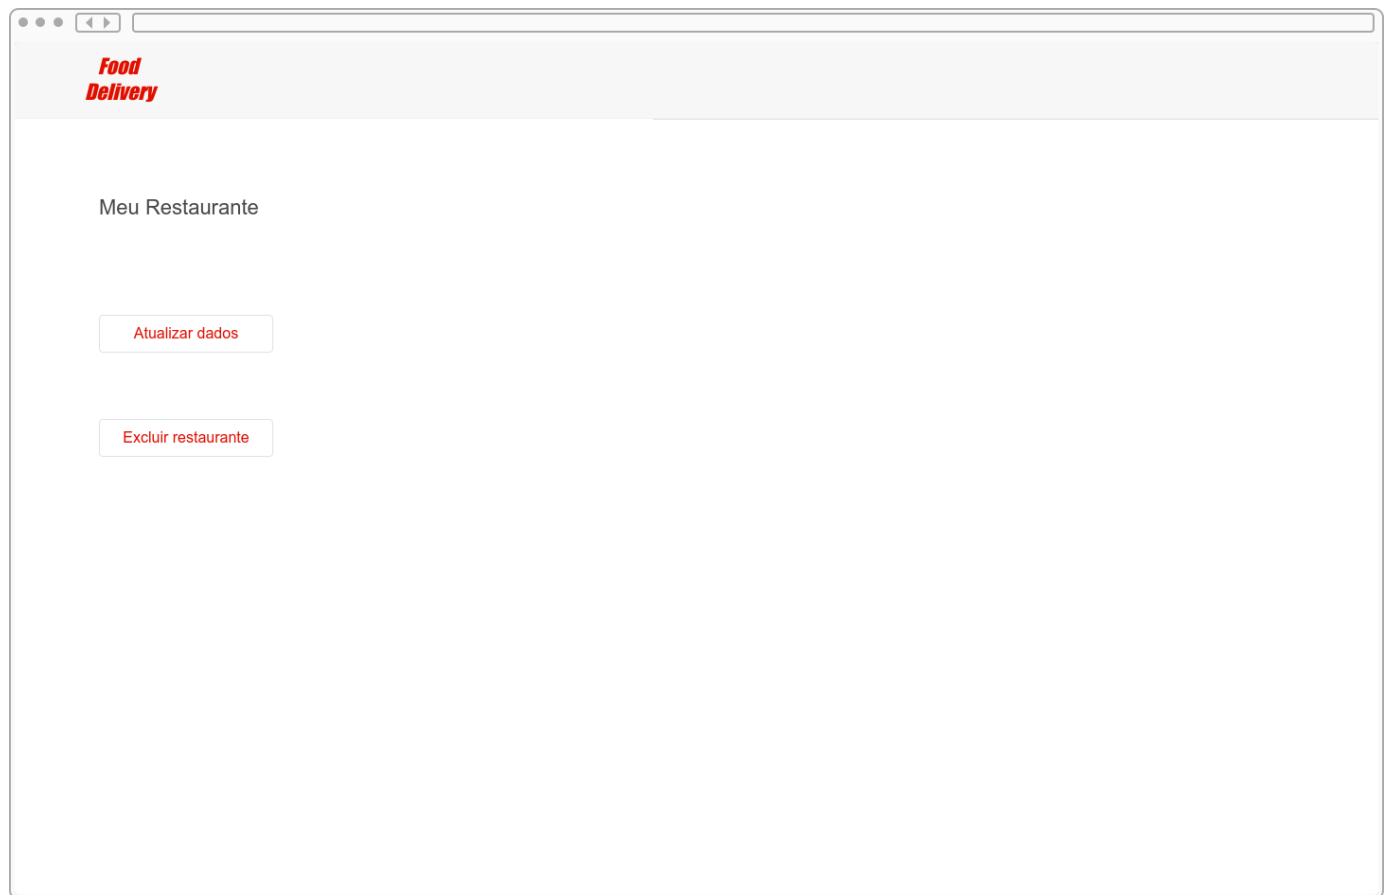 Food
Delivery
Meu Restaurante
Atualizar dados
Excluir restaurante